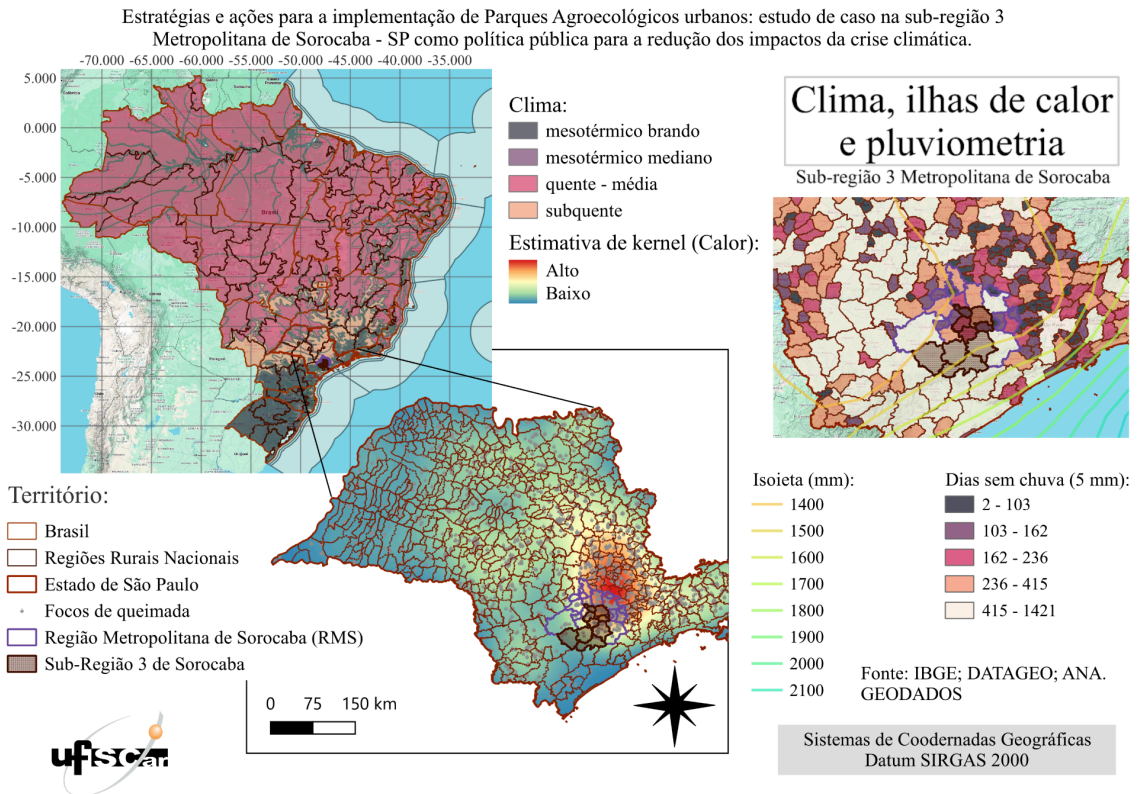 Estratégias e ações para a implementação de Parques Agroecológicos urbanos: estudo de caso na sub-região 3
Metropolitana de Sorocaba - SP como política pública para a redução dos impactos da crise climática.
-70.000 -65.000 -60.000 -55.000 -50.000 -45.000 -40.000 -35.000
5.000
0.000
-5.000
-10.000
-15.000
-20.000
-25.000
-30.000
Brasil
Clima:
mesotérmico brando
mesotérmico mediano
quente - média
subquente
Estimativa de kernel (Calor):
Alto
Baixo
Clima, ilhas de calor
e pluviometria
Sub-região 3 Metropolitana de Sorocaba
Território:
Brasil
Regiões Rurais Nacionais
Estado de São Paulo
Focos de queimada
Região Metropolitana de Sorocaba (RMS)
Sub-Região 3 de Sorocaba
0 75 150 km
Isoieta (mm):
1400
1500
1600
1700
1800
1900
2000
2100
Dias sem chuva (5 mm):
2 - 103
103 - 162
162 - 236
236 - 415
415 - 1421
Fonte: IBGE; DATAGEO; ANA.
GEODADOS
ufscar
Sistemas de Coodernadas Geográficas
Datum SIRGAS 2000